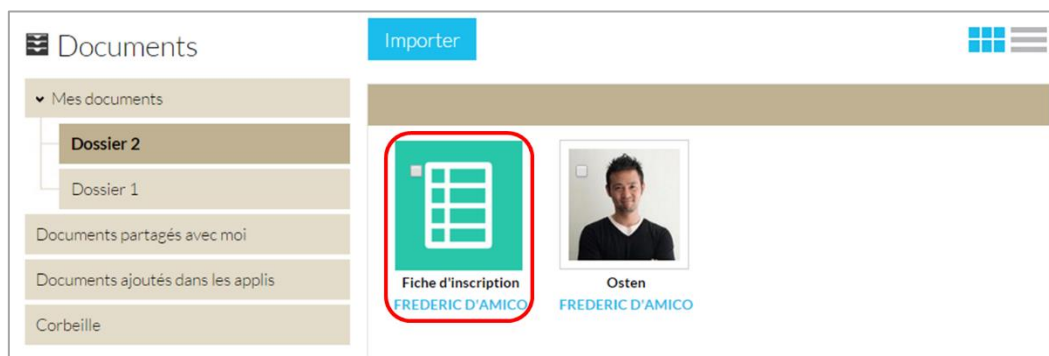 Documents
Importer
Mes documents
Dossier 2
Dossier 1
Documents partagés avec moi
Documents ajoutés dans les applis
Corbeille
Fiche d'inscription
FREDERIC D'AMICO
Osten
FREDERIC D'AMICO